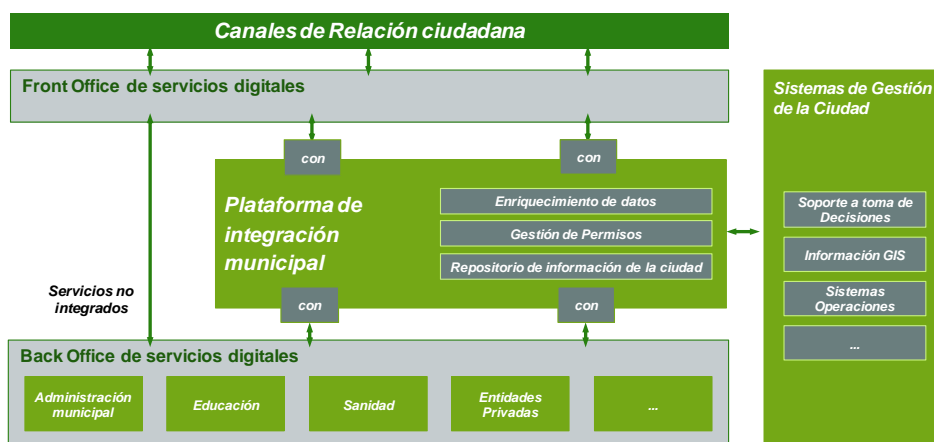 Canales de Relación ciudadana
Front Office de servicios digitales
con
con
Plataforma de
integración
municipal
Enriquecimiento de datos
Gestión de Permisos
Repositorio de información de la ciudad
Servicios no
integrados
con
con
Back Office de servicios digitales
Administración
municipal
Educación
Sanidad
Entidades
Privadas
...
Sistemas de Gestión
de la Ciudad
Soporte a toma de
Decisiones
Información GIS
Sistemas
Operaciones
...